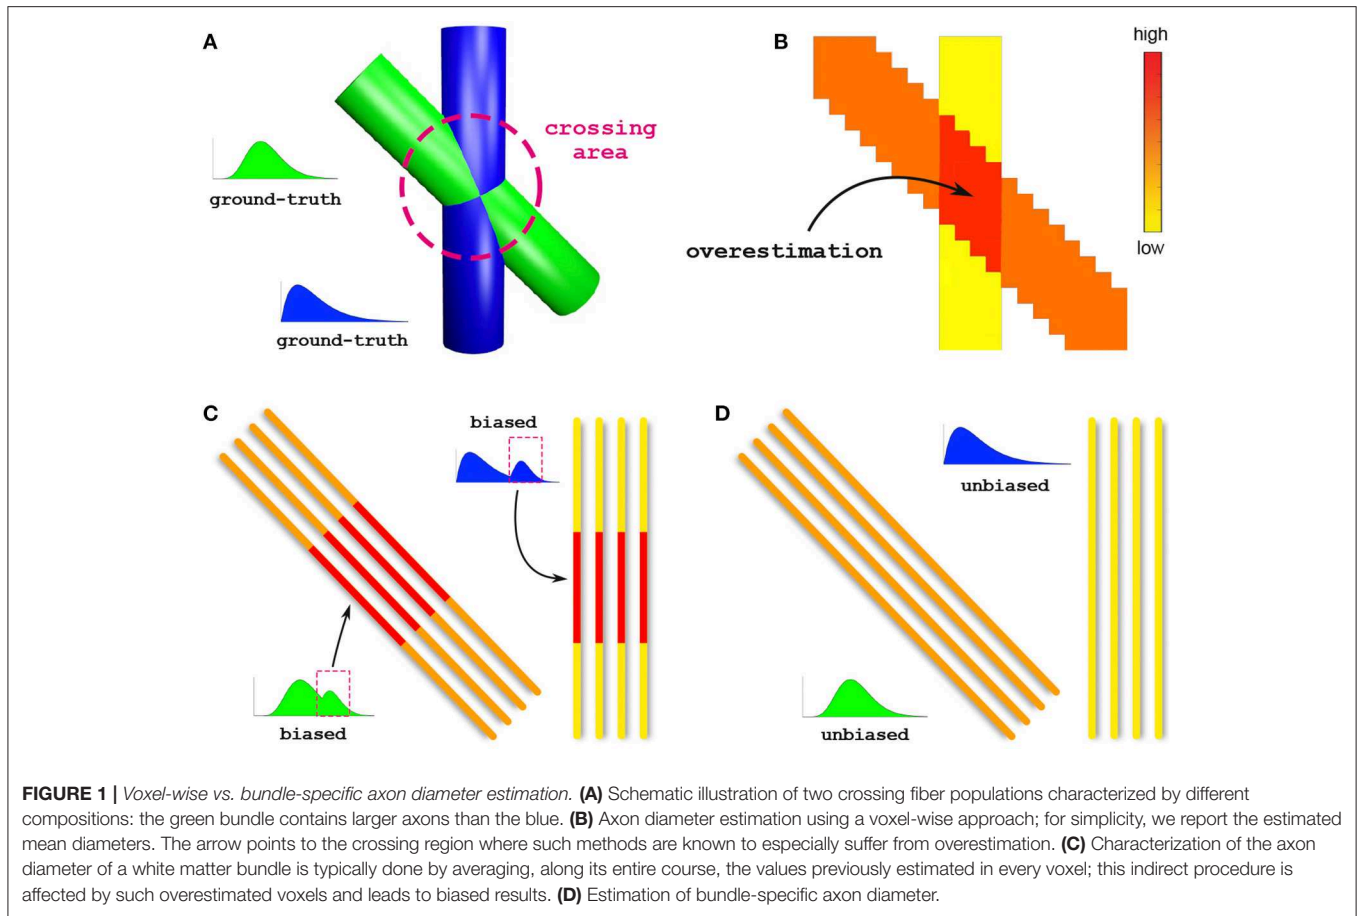 A
crossing
area
ground-truth
ground-truth
B
high
low
overestimation
C
biased
biased
D
unbiased
unbiased
FIGURE 1 | Voxel-wise vs. bundle-specific axon diameter estimation. (A) Schematic illustration of two crossing fiber populations characterized by different
compositions: the green bundle contains larger axons than the blue. (B) Axon diameter estimation using a voxel-wise approach; for simplicity, we report the estimated
mean diameters. The arrow points to the crossing region where such methods are known to especially suffer from overestimation. (C) Characterization of the axon
diameter of a white matter bundle is typically done by averaging, along its entire course, the values previously estimated in every voxel; this indirect procedure is
affected by such overestimated voxels and leads to biased results. (D) Estimation of bundle-specific axon diameter.